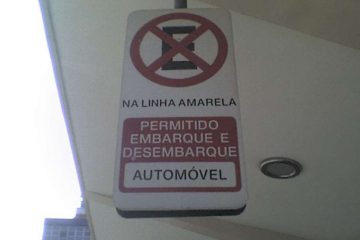 NA LINHA AMARELA
PERMITIDO
EMBARQUE E
DESEMBARQUE
AUTOMÓVEL